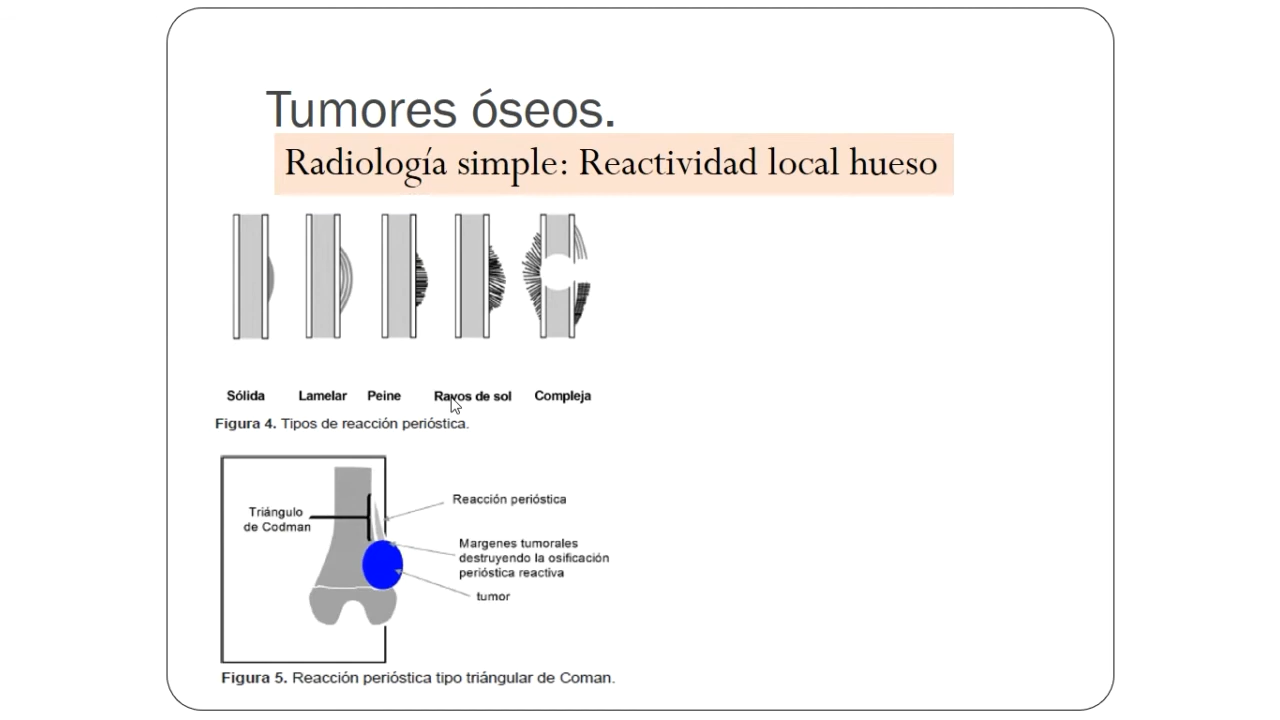 Tumores óseos.
Radiología simple: Reactividad local hueso
Sólida Lamelar Peine Rayos de sol Compleja
Figura 4. Tipos de reacción perióstica.
Triángulo
de Codman
Reacción perióstica
Margenes tumorales
destruyendo la osificación
perióstica reactiva
tumor
Figura 5. Reacción perióstica tipo triángular de Coman.